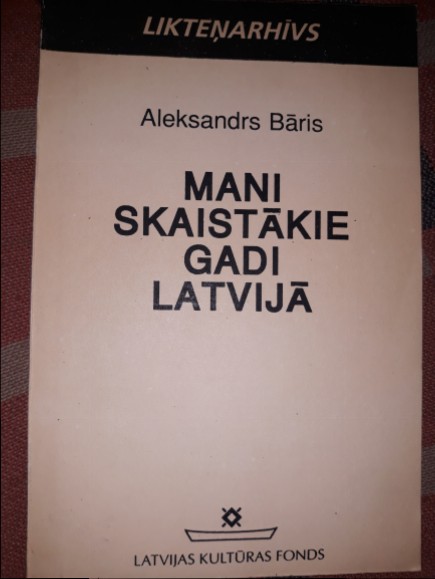 LIKTEŅARHĪVS
Aleksandrs Bāris
MANI
SKAISTĀKIE
GADI
LATVIJĀ
LATVIJAS KULTŪRAS FONDS